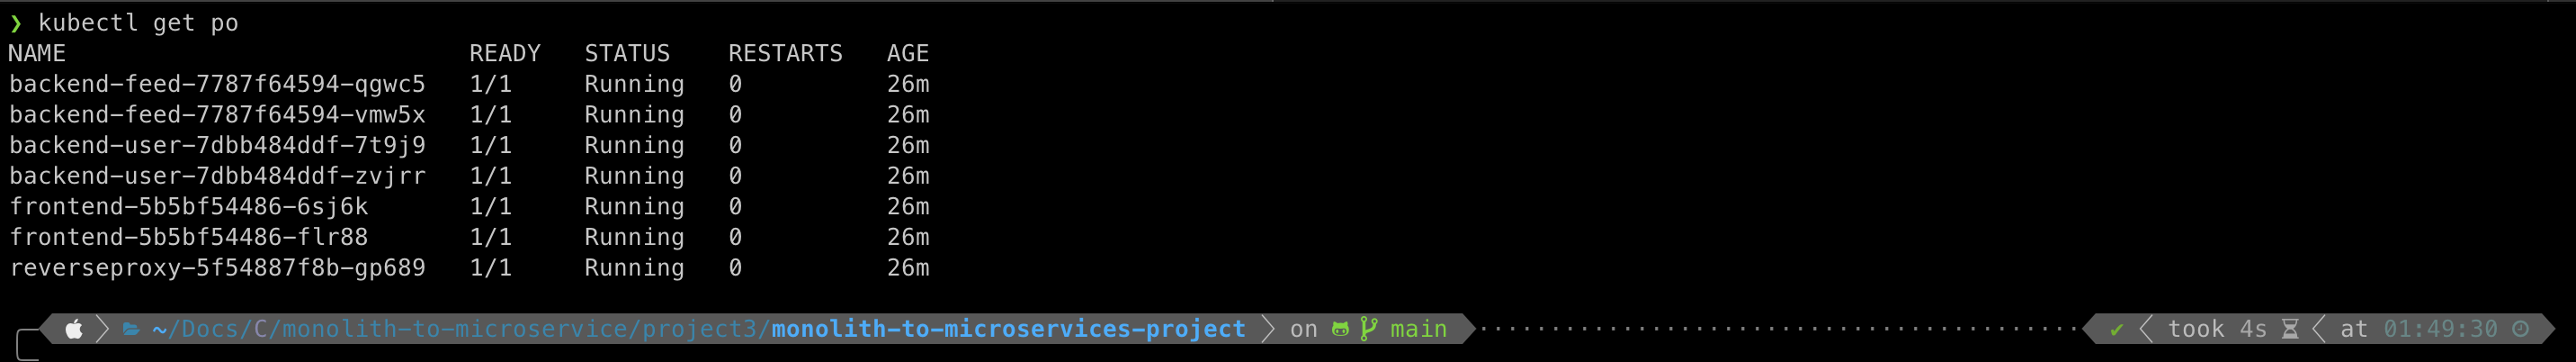 ❯ kubectl get po
NAME                            READY   STATUS    RESTARTS   AGE
backend-feed-7787f64594-qgwc5   1/1     Running   0          26m
backend-feed-7787f64594-vmw5x   1/1     Running   0          26m
backend-user-7dbb484ddf-7t9j9   1/1     Running   0          26m
backend-user-7dbb484ddf-zvjrr   1/1     Running   0          26m
frontend-5b5bf54486-6sj6k       1/1     Running   0          26m
frontend-5b5bf54486-flr88       1/1     Running   0          26m
reverseproxy-5f54887f8b-gp689   1/1     Running   0          26m
~/Docs/C/monolith-to-microservice/project3/monolith-to-microservices-project on main ✔ took 4s at 01:49:30